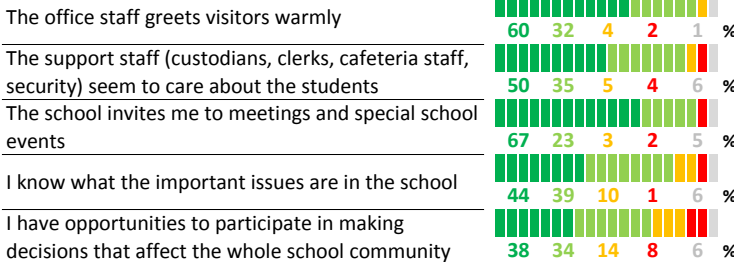 The office staff greets visitors warmly
60 32 4 2 1 %
The support staff (custodians, clerks, cafeteria staff,
security) seem to care about the students
50 35 5 4 6 %
The school invites me to meetings and special school
events
67 23 3 2 5 %
I know what the important issues are in the school
44 39 10 1 6 %
I have opportunities to participate in making
decisions that affect the whole school community
38 34 14 8 6 %